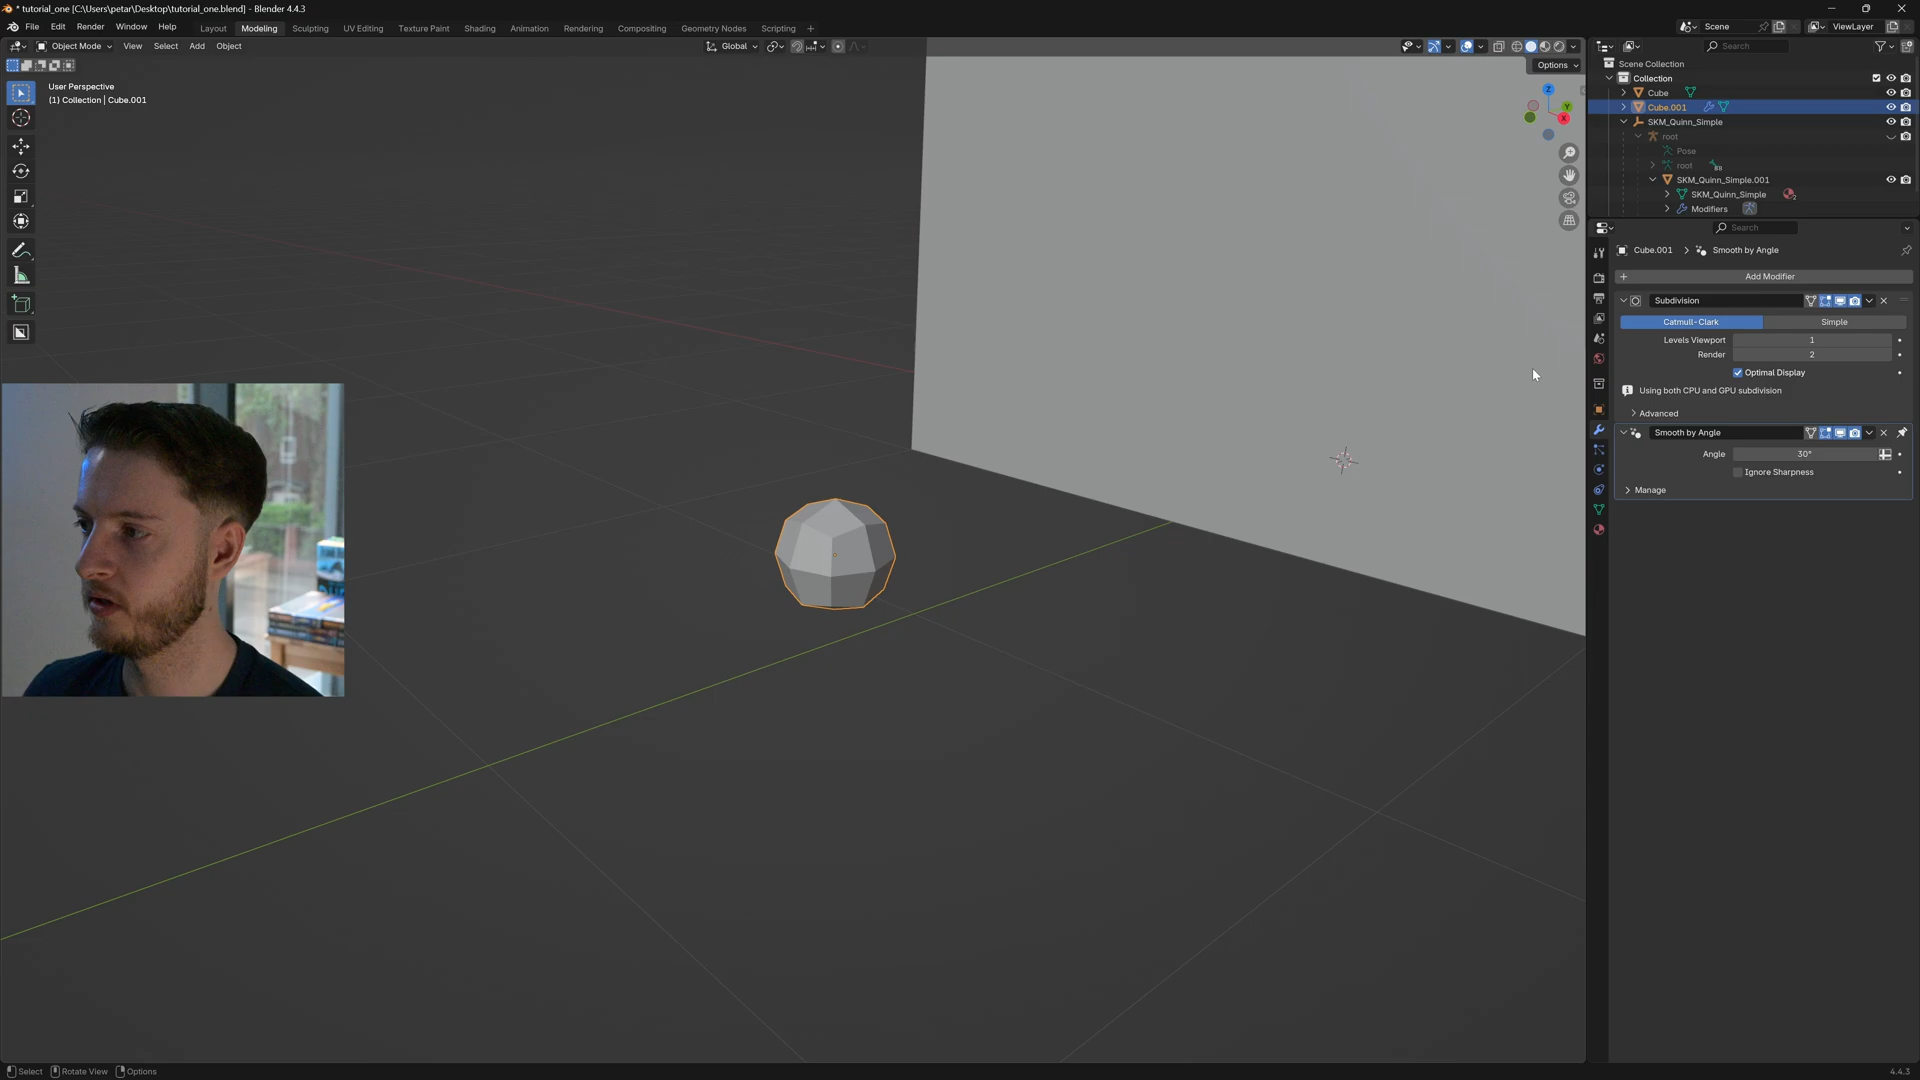 * tutorial_one [C:\Users\petar\Desktop\tutorial_one.blend] - Blender 4.4.3
File Edit Render Window Help Layout Modeling Sculpting UV Editing Texture Paint Shading Animation Rendering Compositing Geometry Nodes Scripting + Scene ViewLayer
Object Mode View Select Add Object Global Search
Options
User Perspective
(1) Collection | Cube.001
Z
Y
X
Scene Collection
Collection
Cube
Cube.001
SKM_Quinn_Simple
root
Pose
root
SKM_Quinn_Simple.001
SKM_Quinn_Simple 2
Modifiers
Search
Cube.001 > Smooth by Angle
+ Add Modifier
Subdivision
Catmull-Clark Simple
Levels Viewport 1
Render 2
Optimal Display
Using both CPU and GPU subdivision
Advanced
Smooth by Angle
Angle 30°
Ignore Sharpness
Manage
Select Rotate View Options 4.4.3